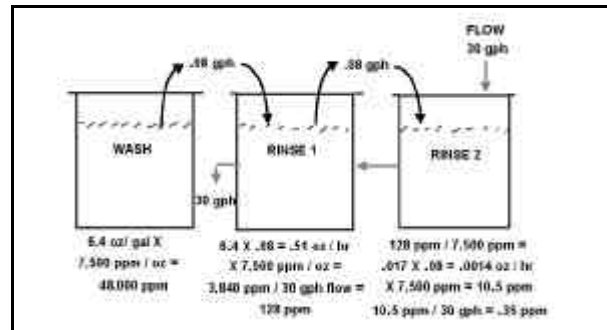 FLOW
30 gph
.08 gph
.08 gph
WASH
RINSE 1
RINSE 2
30 gph
6.4 oz/ gal X
7,500 ppm / oz =
48,000 ppm
6.4 X .08 = .51 oz / hr
X 7,500 ppm / oz =
3,840 ppm / 30 gph flow =
128 ppm
128 ppm / 7,500 ppm =
.017 X .08 = .0014 oz / hr
X 7,500 ppm = 10.5 ppm
10.5 ppm / 30 gph = .35 ppm